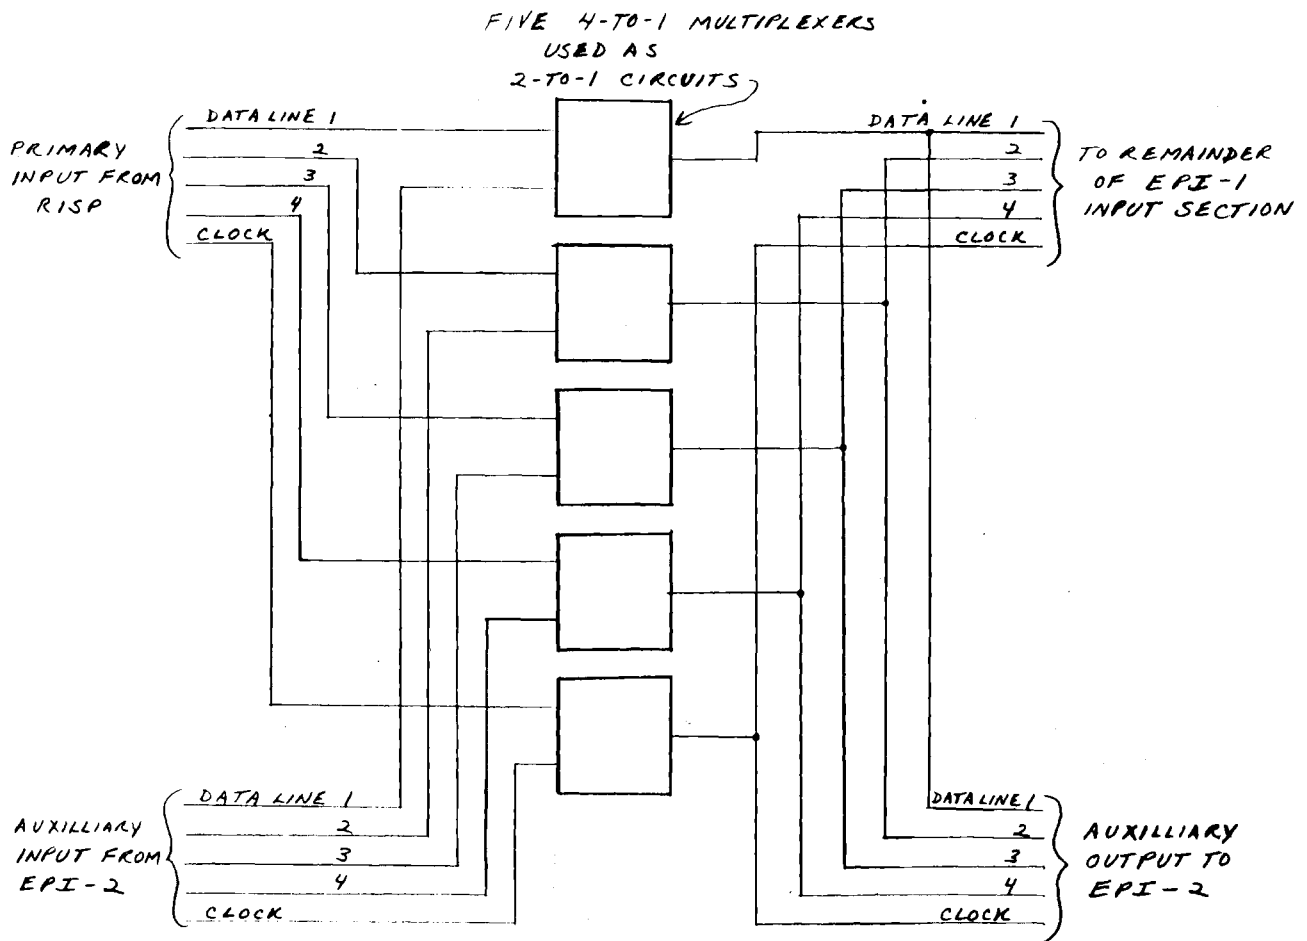 FIVE 4-TO-1 MULTIPLEXERS
USED AS
2-TO-1 CIRCUITS
DATA LINE 1
2
3
4
CLOCK
PRIMARY
INPUT FROM
RISP
DATA LINE 1
2
3
4
CLOCK
TO REMAINDER
OF EPI-1
INPUT SECTION
DATA LINE 1
2
3
4
CLOCK
AUXILLIARY
INPUT FROM
EPI-2
DATA LINE 1
2
3
4
CLOCK
AUXILLIARY
OUTPUT TO
EPI-2